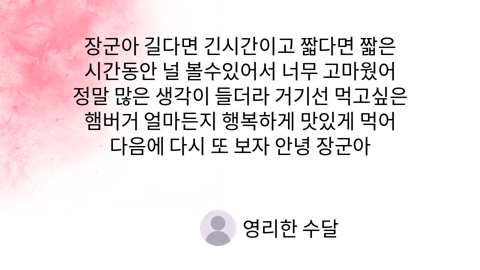 장군아 길다면 긴시간이고 짧다면 짧은
시간동안 널 볼수있어서 너무 고마웠어
정말 많은 생각이 들더라 거기선 먹고싶은
햄버거 얼마든지 행복하게 맛있게 먹어
다음에 다시 또 보자 안녕 장군아
영리한 수달